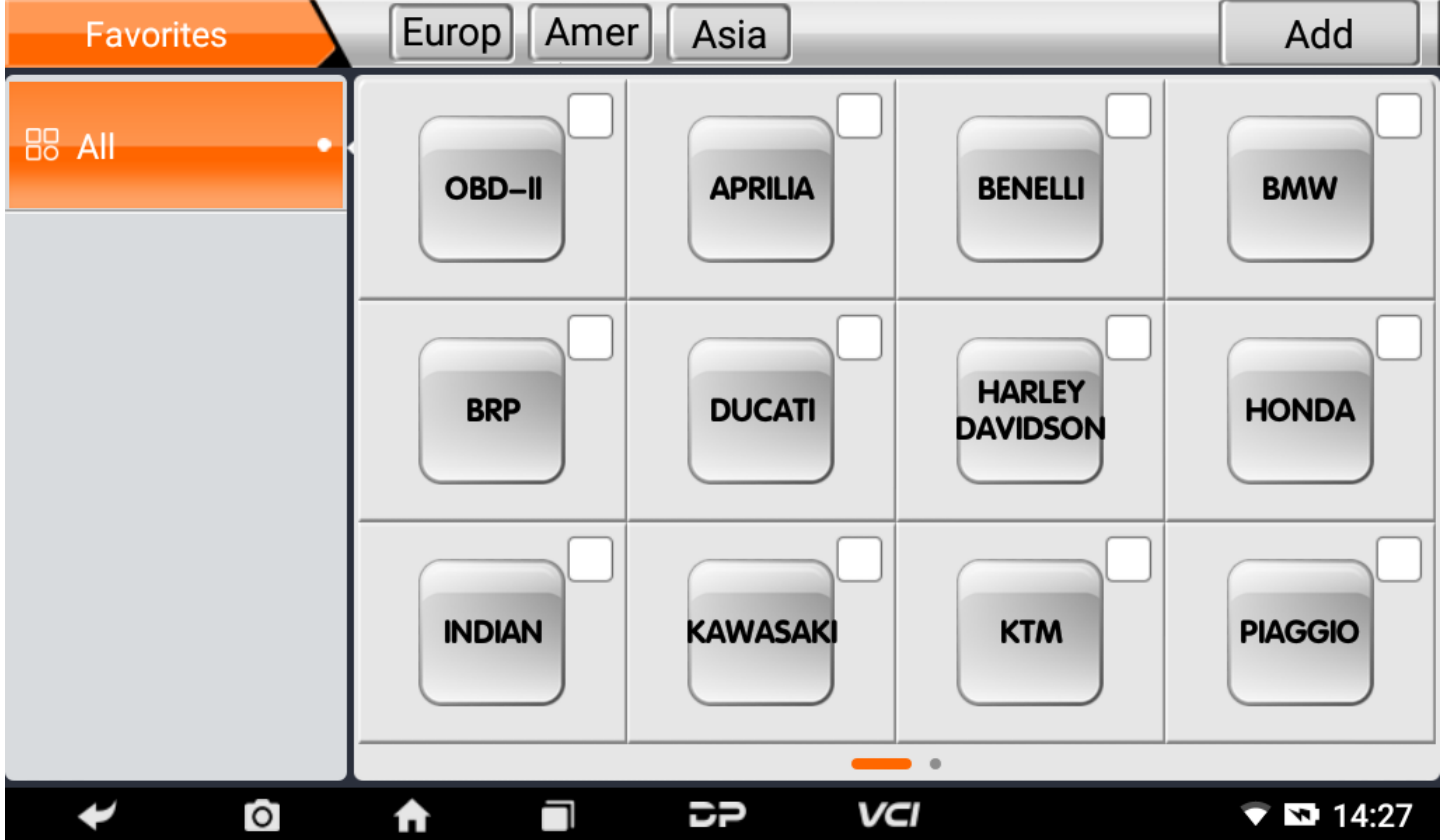 Favorites
Europ
Amer
Asia
Add
All
OBD-II
APRILIA
BENELLI
BMW
BRP
DUCATI
HARLEY
DAVIDSON
HONDA
INDIAN
KAWASAKI
KTM
PIAGGIO
DP
VCI
14:27